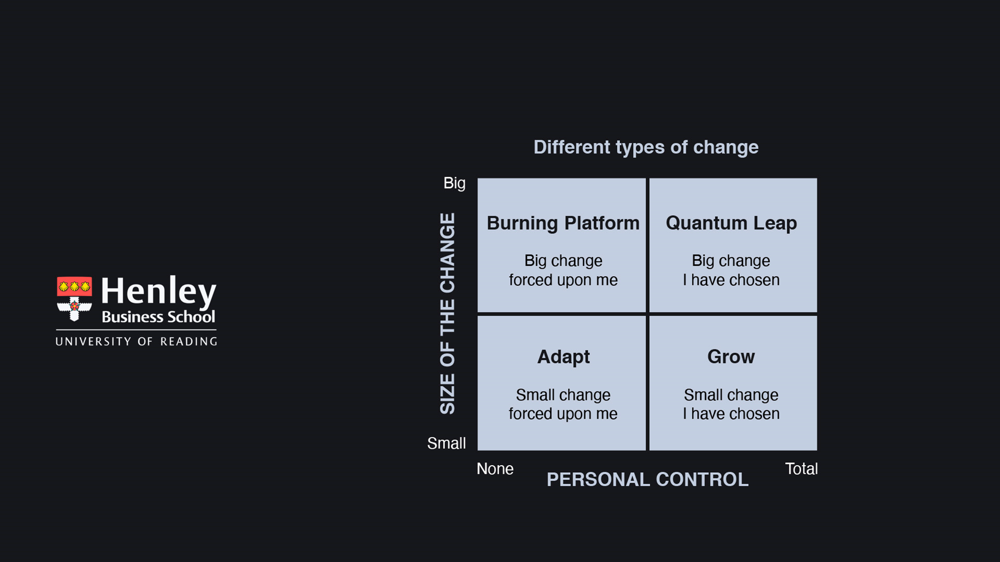 Different types of change
Big
Burning Platform
Big change
forced upon me
Quantum Leap
Big change
I have chosen
SIZE OF THE CHANGE
Adapt
Small change
forced upon me
Grow
Small change
I have chosen
Small
None
PERSONAL CONTROL
Total
Henley
Business School
UNIVERSITY OF READING